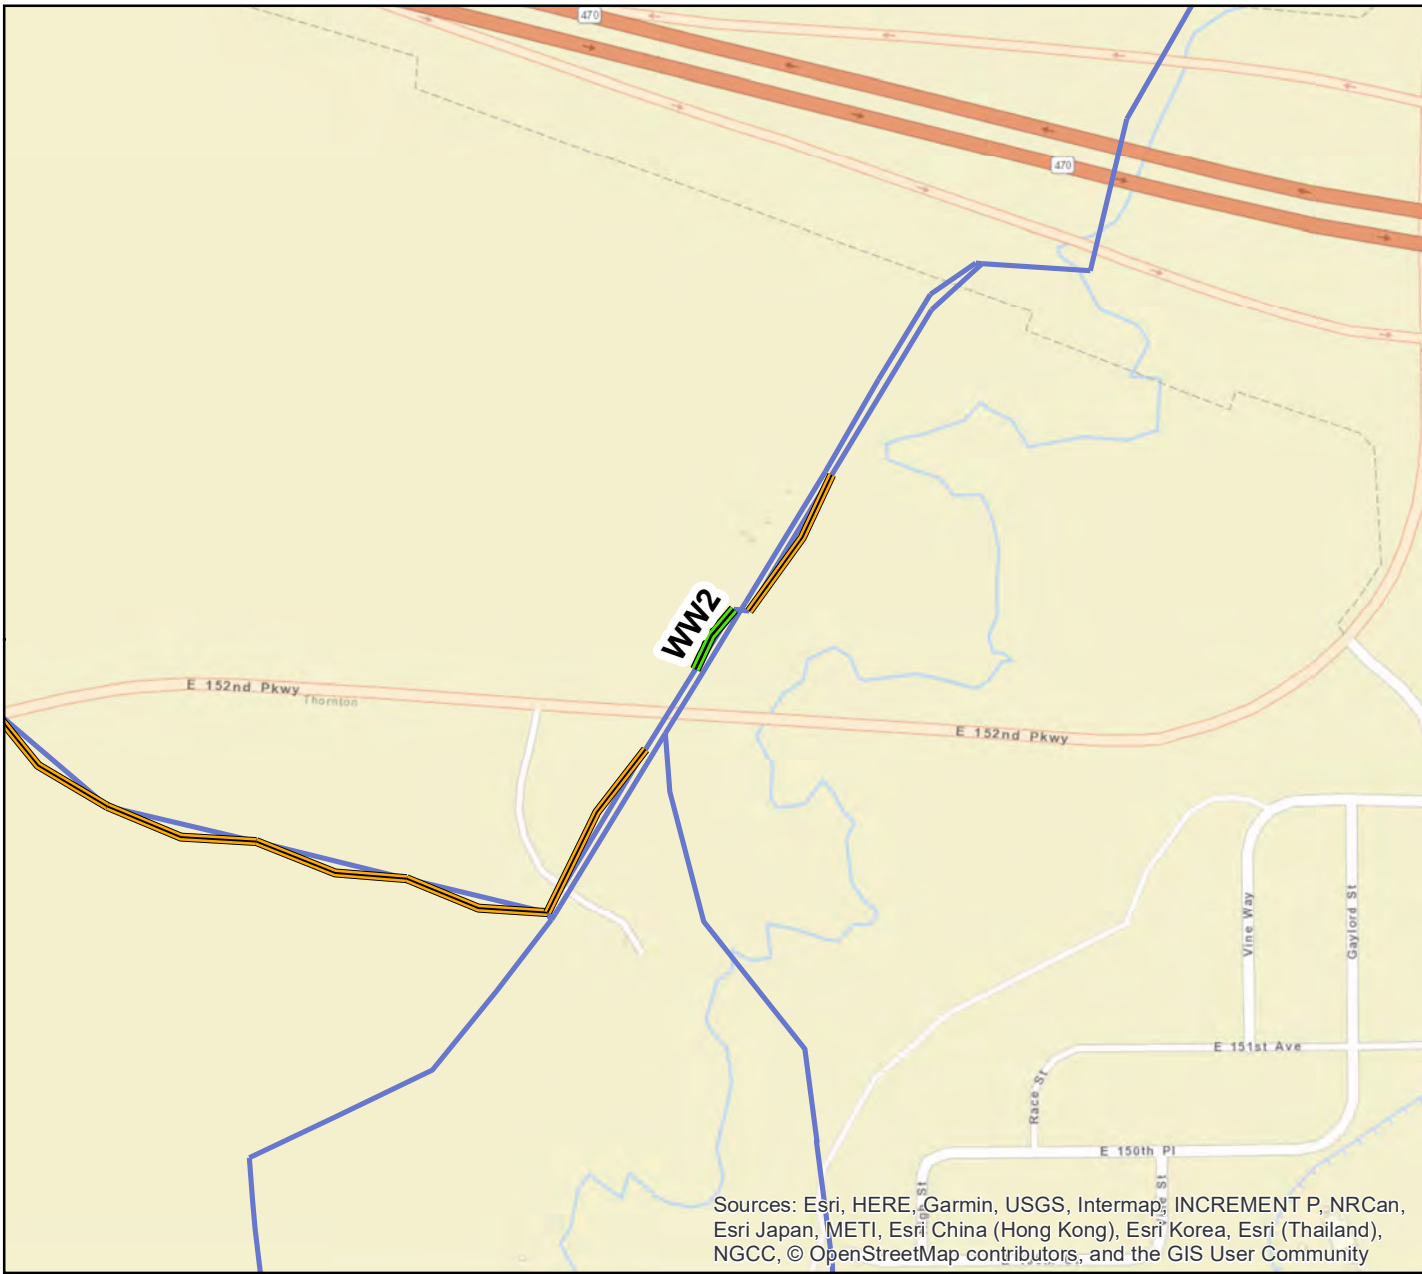 470
470
WW2
E 152nd Pkwy
Thornton
E 152nd Pkwy
Vine Way
Gaylord St
E 151st Ave
Race St
E 150th Pl
Sources: Esri, HERE, Garmin, USGS, Intermap, INCREMENT P, NRCan,
Esri Japan, METI, Esri China (Hong Kong), Esri Korea, Esri (Thailand),
NGCC, © OpenStreetMap contributors, and the GIS User Community